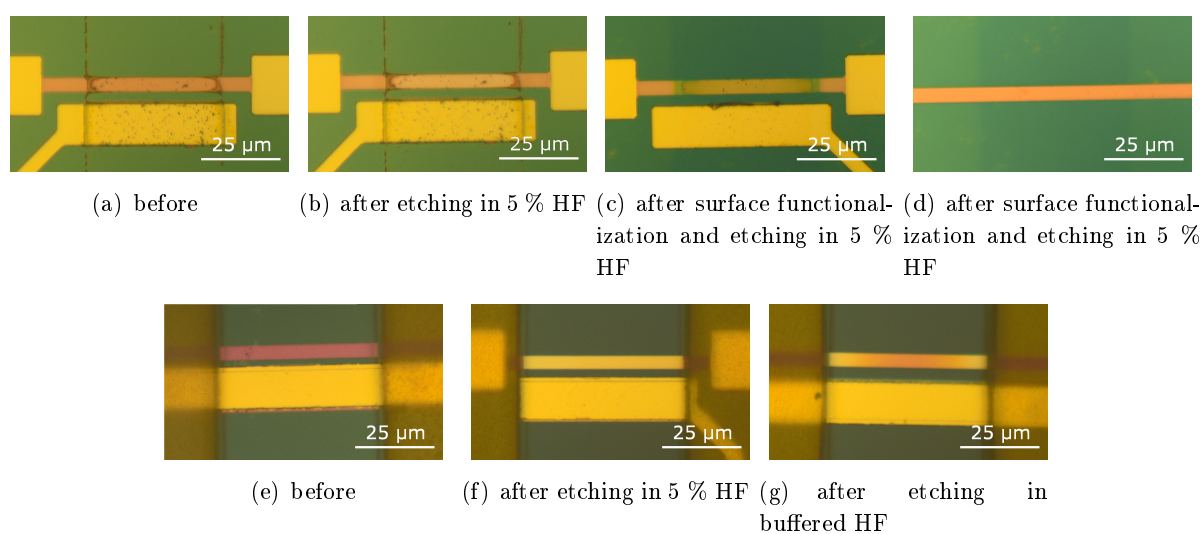 25 μm
25 μm
25 μm
25 μm
(a) before
(b) after etching in 5 % HF
(c) after surface functional-
ization and etching in 5 %
HF
(d) after surface functional-
ization and etching in 5 %
HF
25 μm
25 μm
25 μm
(e) before
(f) after etching in 5 % HF
(g) after etching in
buffered HF